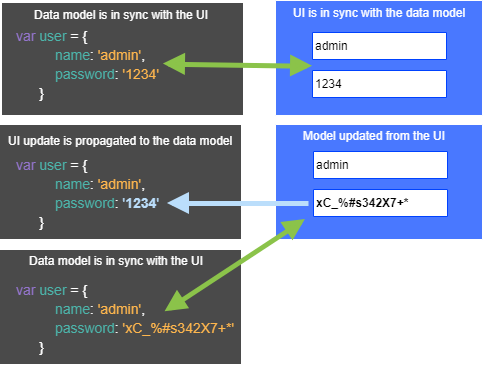 Data model is in sync with the UI
var user = {
name: 'admin',
password: '1234'
}
UI is in sync with the data model
admin
1234
UI update is propagated to the data model
var user = {
name: 'admin',
password: '1234'
}
Model updated from the UI
admin
xC_%#s342X7+*
Data model is in sync with the UI
var user = {
name: 'admin',
password: 'xC_%#s342X7+*'
}